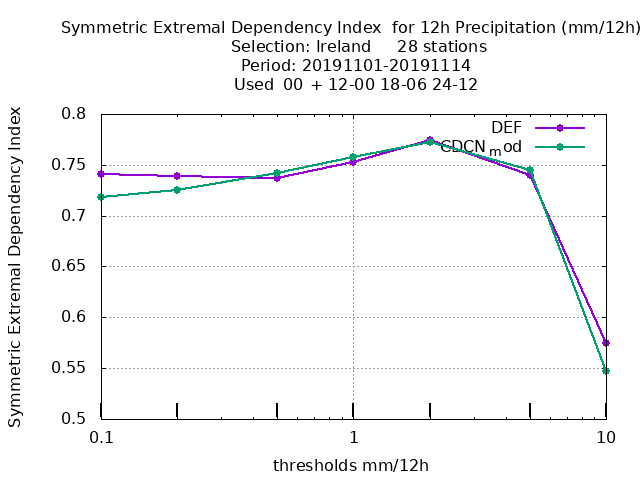 Symmetric Extremal Dependency Index  for 12h Precipitation (mm/12h)
Selection: Ireland     28 stations
Period: 20191101-20191114
Used  00  + 12-00 18-06 24-12
Symmetric Extremal Dependency Index
0.8
0.75
0.7
0.65
0.6
0.55
0.5
DEF
CDCNmod
0.1
1
10
thresholds mm/12h